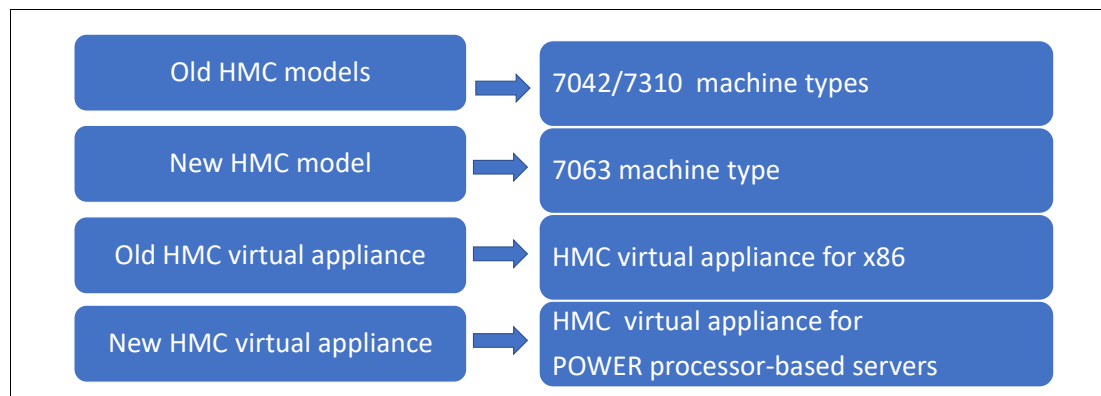 Old HMC models
7042/7310 machine types
New HMC model
7063 machine type
Old HMC virtual appliance
HMC virtual appliance for x86
New HMC virtual appliance
HMC virtual appliance for
POWER processor-based servers